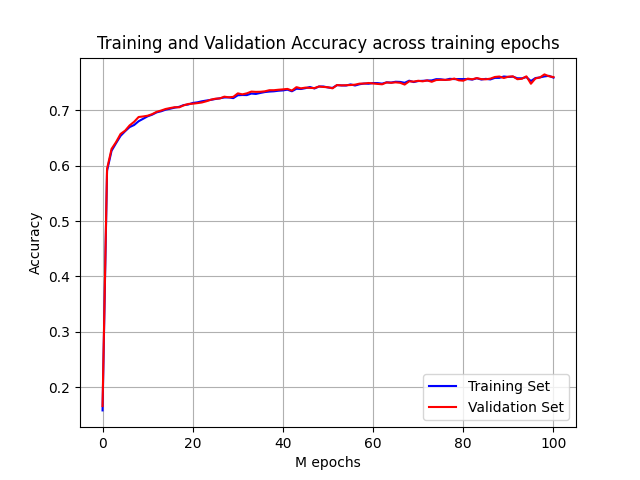 Training and Validation Accuracy across training epochs
Accuracy
0.7
0.6
0.5
0.4
0.3
0.2
0 20 40 60 80 100
M epochs
Training Set
Validation Set